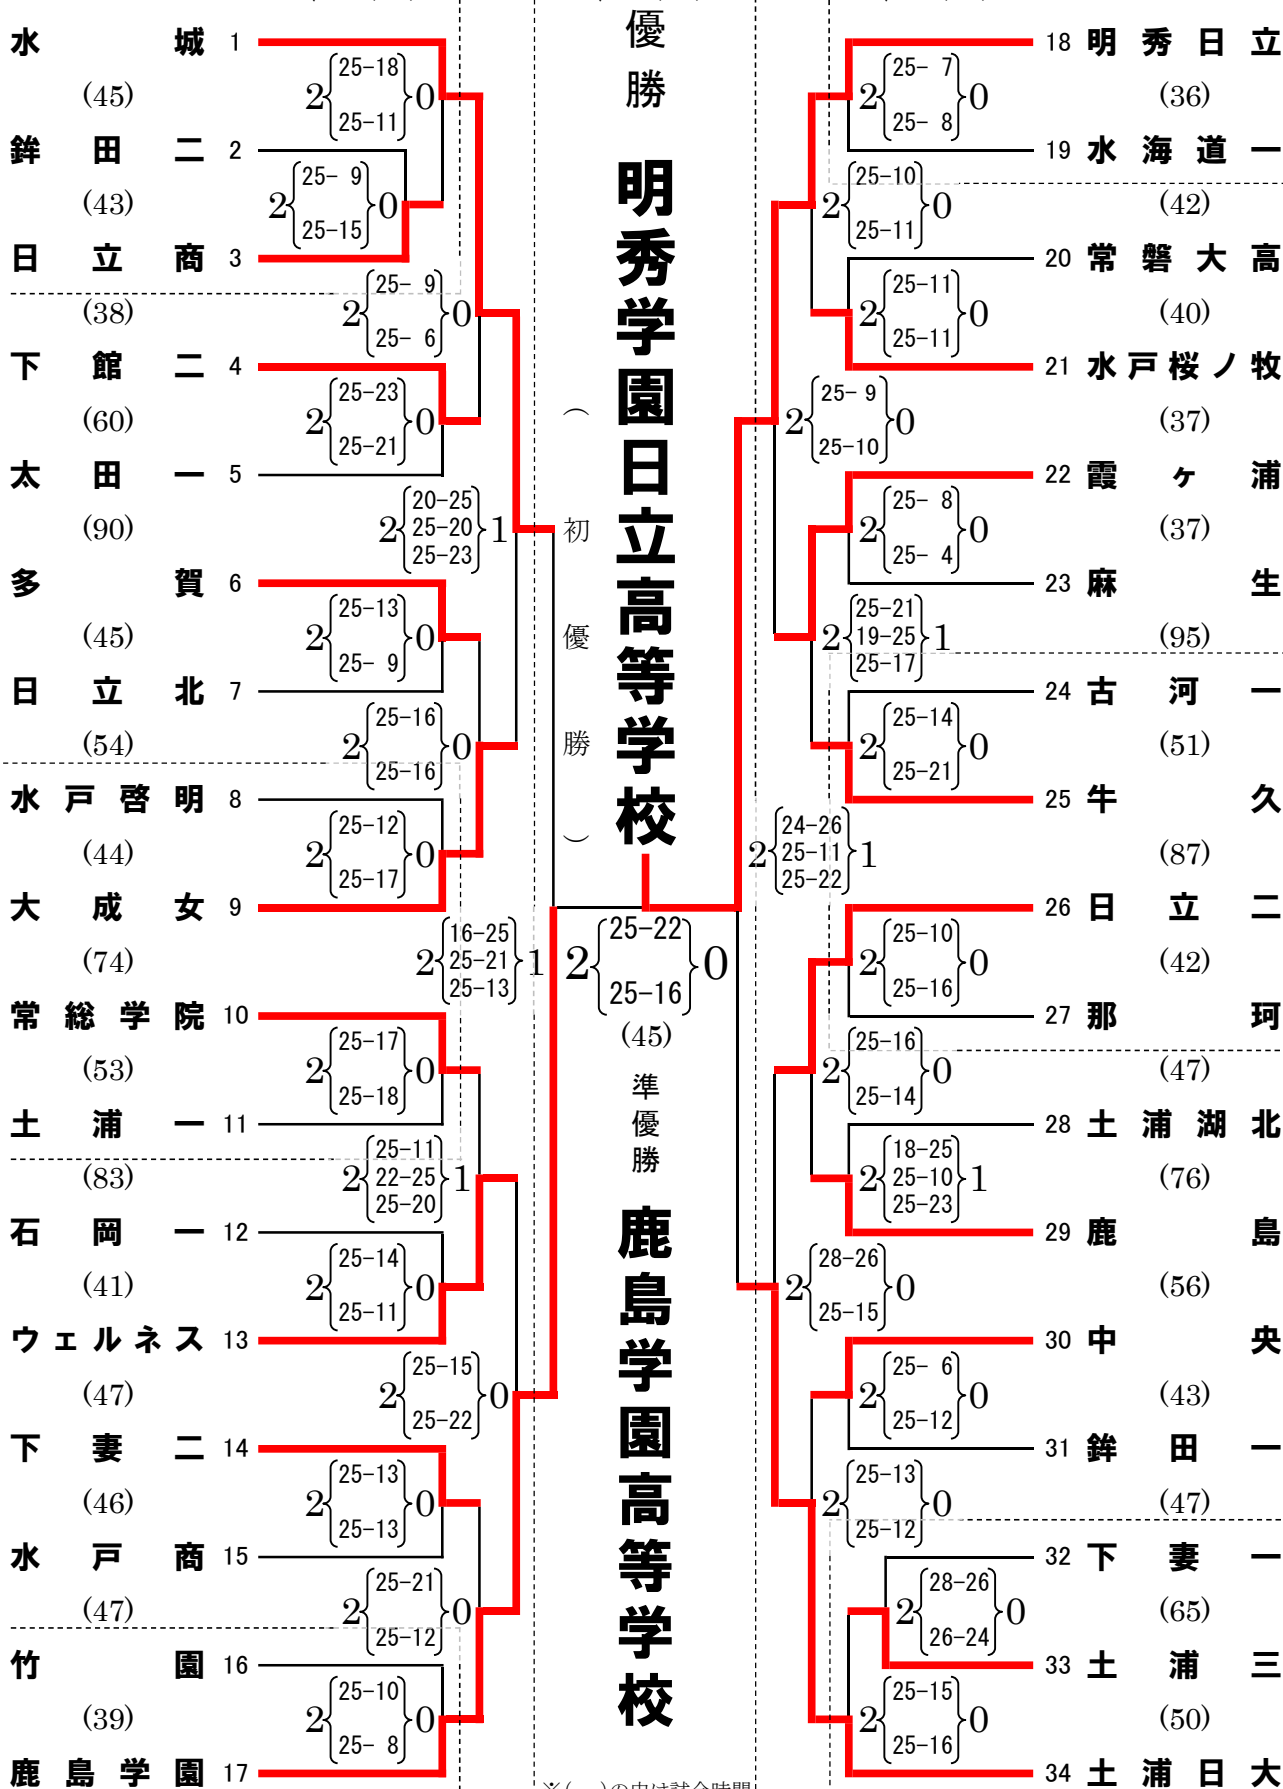 水城 1
2 25-18 25-11 0
(45)
鉾田二 2
2 25- 9 25-15 0
(43)
日立商 3
2 25- 9 25- 6 0
(38)
下館二 4
2 25-23 25-21 0
(60)
太田一 5
2 20-25 25-20 25-23 1
(90)
多賀 6
2 25-13 25- 9 0
(45)
日立北 7
2 25-16 25-16 0
(54)
水戸啓明 8
2 25-12 25-17 0
(44)
大成女 9
2 16-25 25-21 25-13 1
(74)
常総学院 10
2 25-17 25-18 0
(53)
土浦一 11
2 25-11 22-25 25-20 1
(83)
石岡一 12
2 25-14 25-11 0
(41)
ウェルネス 13
2 25-15 25-22 0
(47)
下妻二 14
2 25-13 25-13 0
(46)
水戸商 15
2 25-21 25-12 0
(47)
竹園 16
2 25-10 25- 8 0
(39)
鹿島学園 17
優勝
明秀学園日立高等学校
(初優勝)
2 25-22 25-16 0
(45)
準優勝
鹿島学園高等学校
※( )の中は試合時間
18 明秀日立
2 25- 7 25- 8 0
(36)
19 水海道一
2 25-10 25-11 0
(42)
20 常磐大高
2 25-11 25-11 0
(40)
21 水戸桜ノ牧
2 25- 9 25-10 0
(37)
22 霞ヶ浦
2 25- 8 25- 4 0
(37)
23 麻生
2 25-21 19-25 25-17 1
(95)
24 古河一
2 25-14 25-21 0
(51)
25 牛久
2 24-26 25-11 25-22 1
(87)
26 日立二
2 25-10 25-16 0
(42)
27 那珂
2 25-16 25-14 0
(47)
28 土浦湖北
2 18-25 25-10 25-23 1
(76)
29 鹿島
2 28-26 25-15 0
(56)
30 中央
2 25- 6 25-12 0
(43)
31 鉾田一
2 25-13 25-12 0
(47)
32 下妻一
2 28-26 26-24 0
(65)
33 土浦三
2 25-15 25-16 0
(50)
34 土浦日大